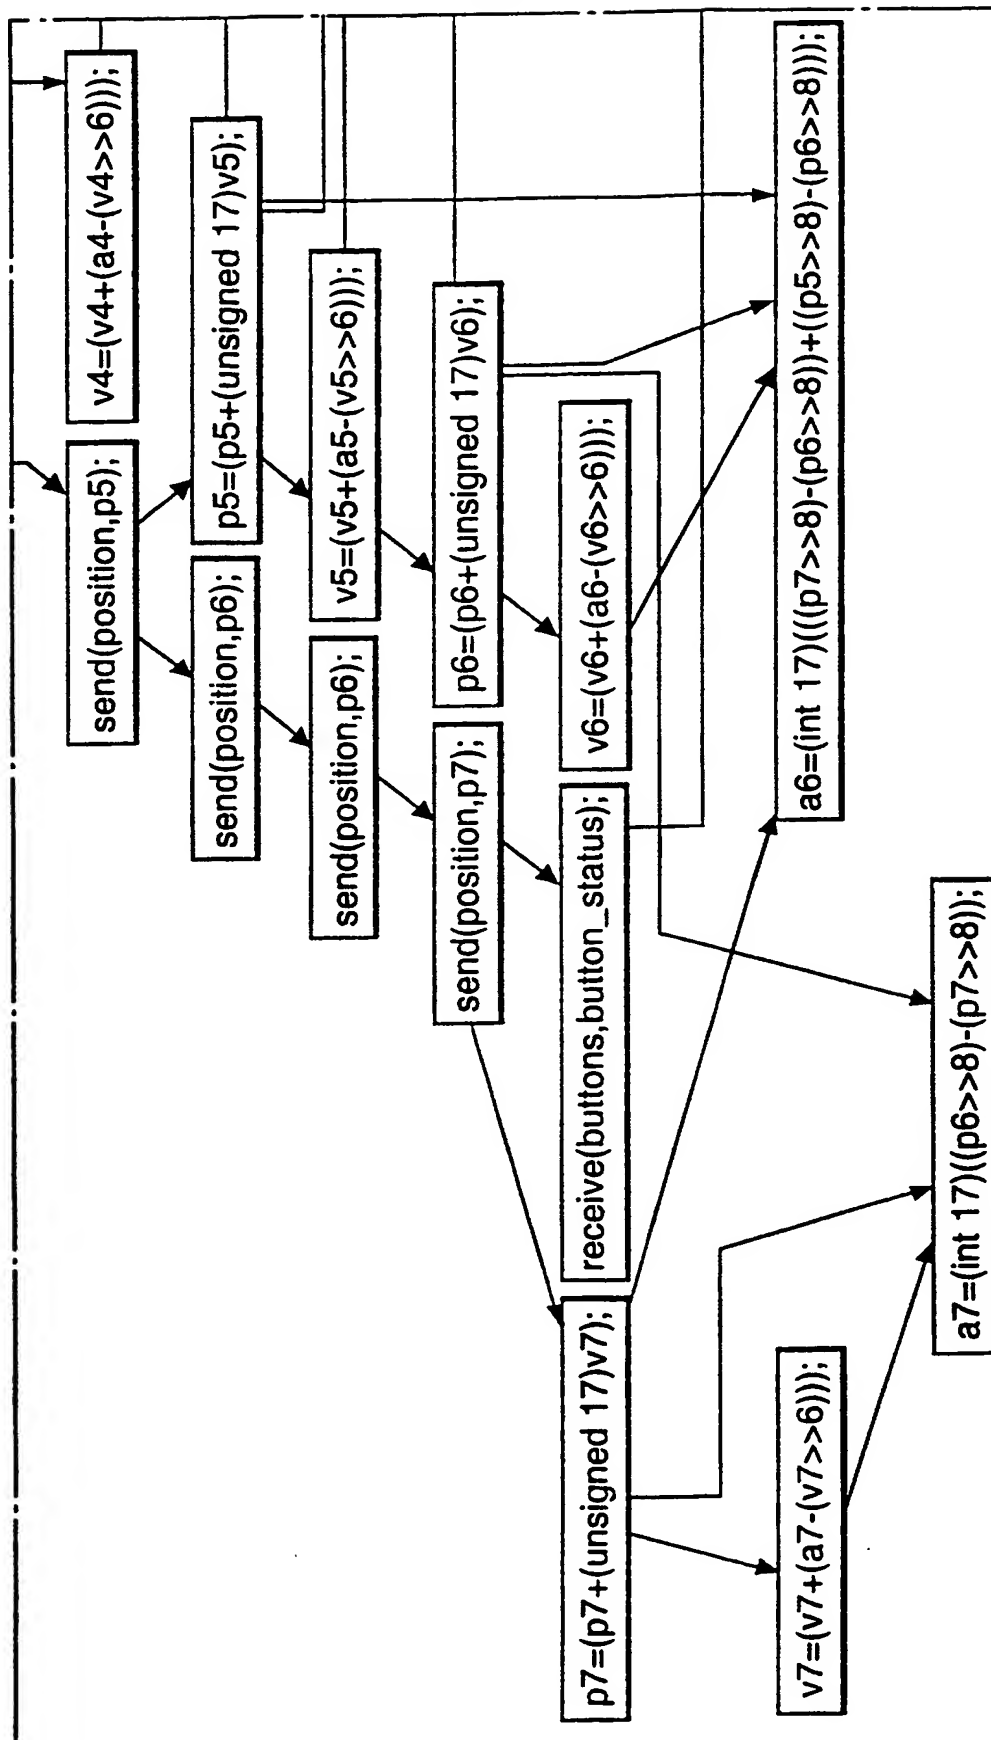 v4=(v4+(a4-(v4>>6)));
send(position,p5);
p5=(p5+(unsigned 17)v5);
send(position,p6);
v5=(v5+(a5-(v5>>6)));
send(position,p6);
p6=(p6+(unsigned 17)v6);
send(position,p7);
v6=(v6+(a6-(v6>>6)));
receive(buttons,button_status);
p7=(p7+(unsigned 17)v7);
a6=(int 17)(((p7>>8)-(p6>>8))+((p5>>8)-(p6>>8)));
v7=(v7+(a7-(v7>>6)));
a7=(int 17)((p6>>8)-(p7>>8));